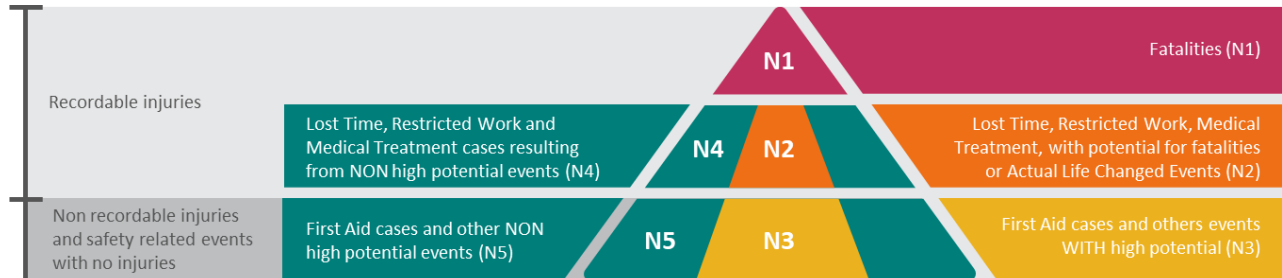 Recordable injuries
Non recordable injuries
and safety related events
with no injuries
Lost Time, Restricted Work and
Medical Treatment cases resulting
from NON high potential events (N4)
First Aid cases and other NON
high potential events (N5)
N1
N4
N2
N5
N3
Fatalities (N1)
Lost Time, Restricted Work, Medical
Treatment, with potential for fatalities
or Actual Life Changed Events (N2)
First Aid cases and others events
WITH high potential (N3)